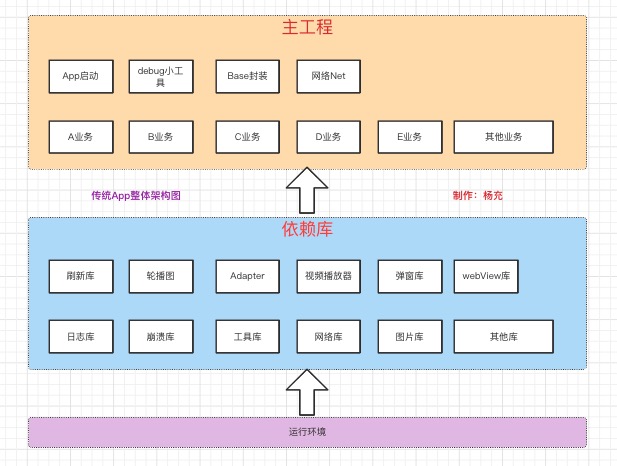 主工程
App启动
debug小工
具
Base封装
网络Net
A业务
B业务
C业务
D业务
E业务
其他业务
传统App整体架构图
制作：杨充
依赖库
刷新库
轮播图
Adapter
视频播放器
弹窗库
webView库
日志库
崩溃库
工具库
网络库
图片库
其他库
运行环境